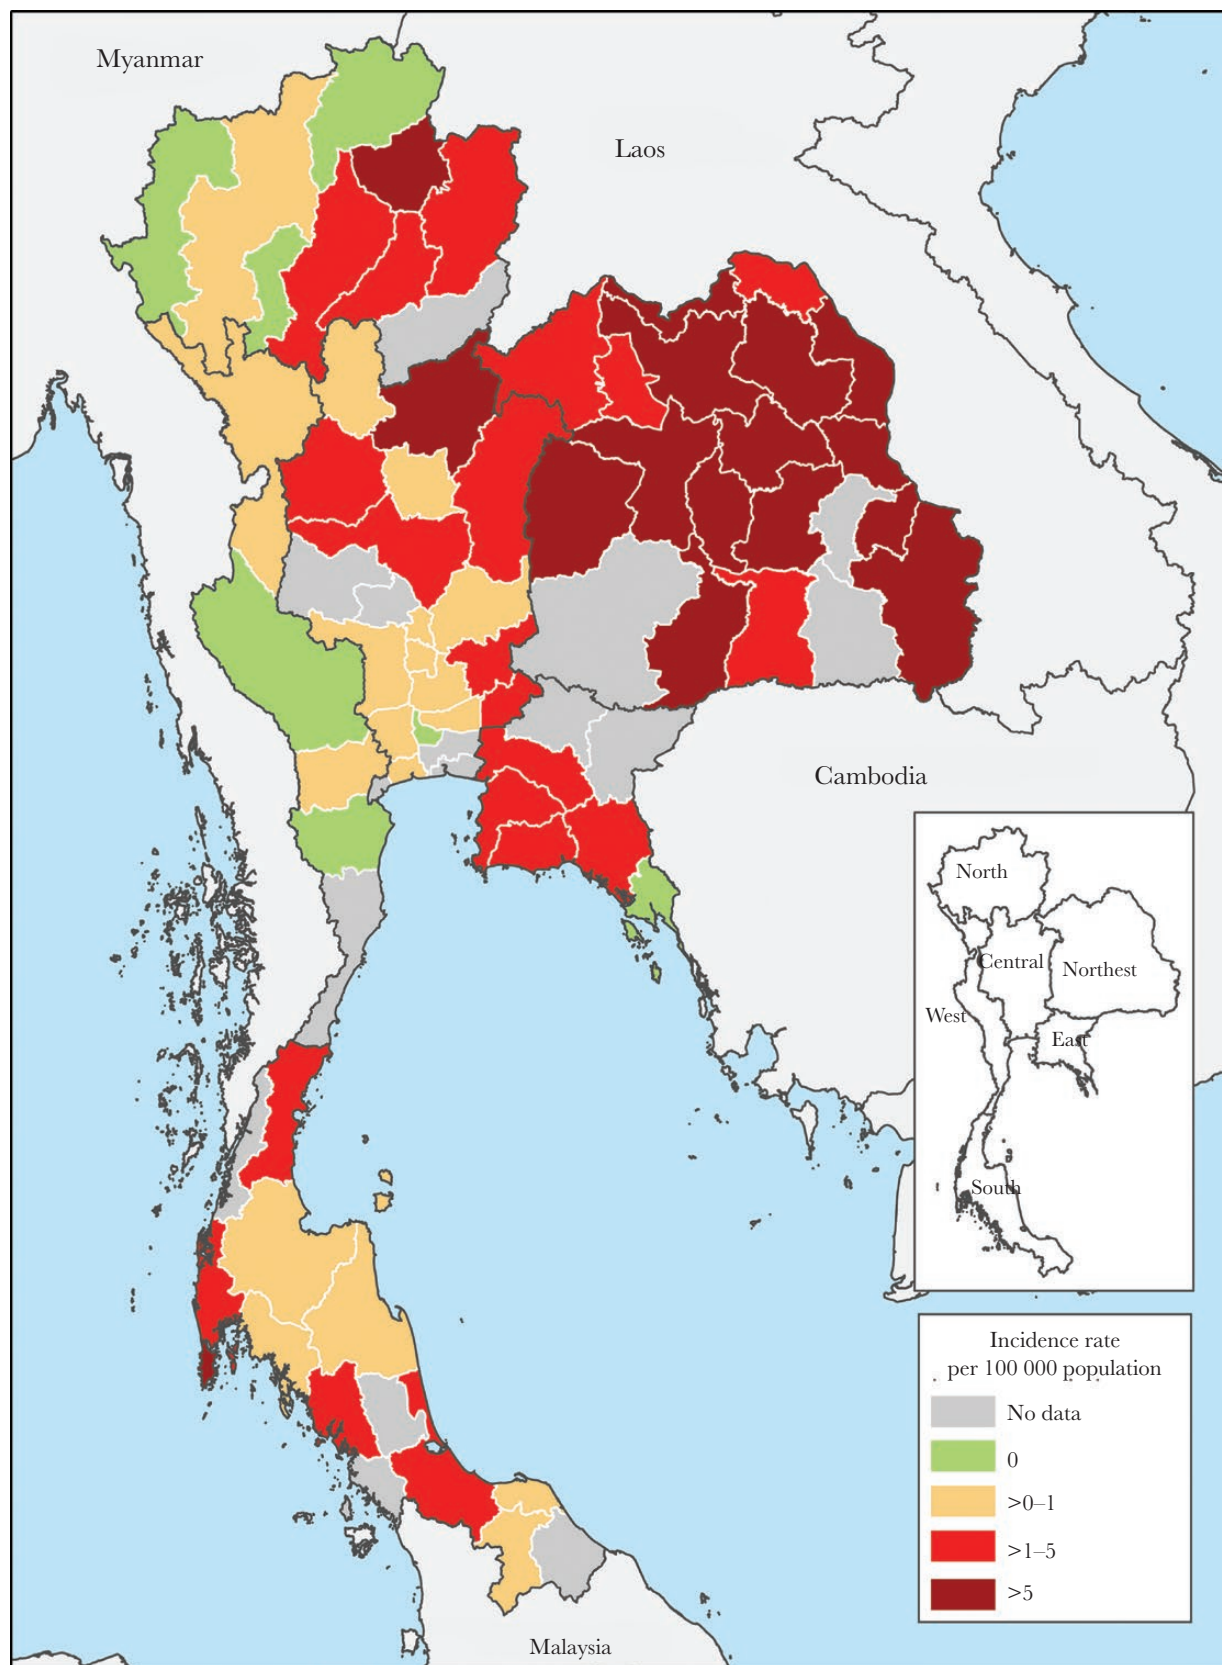 Myanmar
Laos
Cambodia
Malaysia
North
Central
Northest
West
East
South
Incidence rate
per 100 000 population
No data
0
>0–1
>1–5
>5